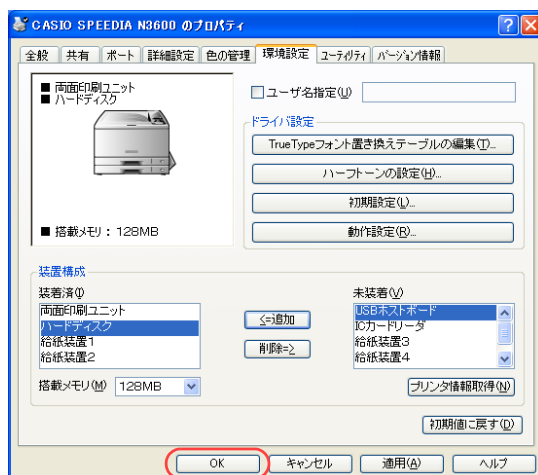 CASIO SPEEDIA N3600 のプロパティ
全般 共有 ポート 詳細設定 色の管理 環境設定 ユーティリティ バージョン情報
■ 両面印刷ユニット
■ ハードディスク
■ 搭載メモリ : 128MB
ユーザ名指定(U)
ドライバ設定
TrueTypeフォント置き換えテーブルの編集(T)...
ハーフトーンの設定(H)...
初期設定(L)...
動作設定(R)...
装置構成
装着済(I)
両面印刷ユニット
ハードディスク
給紙装置1
給紙装置2
<=追加
削除=>
未装着(V)
USBホストボード
ICカードリーダ
給紙装置3
給紙装置4
搭載メモリ(M) 128MB
プリンタ情報取得(N)
初期値に戻す(D)
OK キャンセル 適用(A) ヘルプ